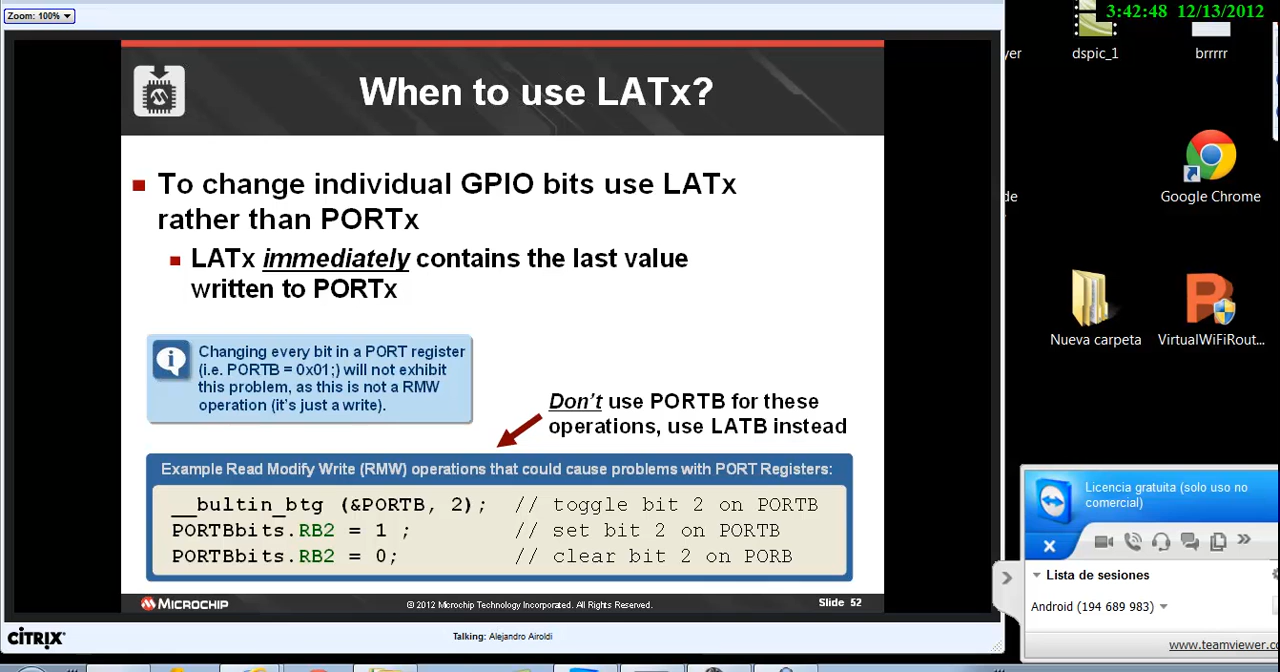 Zoom: 100%
3:42:48 12/13/2012
When to use LATx?
To change individual GPIO bits use LATx
rather than PORTx
LATx immediately contains the last value
written to PORTx
Changing every bit in a PORT register
(i.e. PORTB = 0x01;) will not exhibit
this problem, as this is not a RMW
operation (it's just a write).
Don't use PORTB for these
operations, use LATB instead
Example Read Modify Write (RMW) operations that could cause problems with PORT Registers:
__bultin_btg (&PORTB, 2); // toggle bit 2 on PORTB
PORTBbits.RB2 = 1 ; // set bit 2 on PORTB
PORTBbits.RB2 = 0; // clear bit 2 on PORB
MICROCHIP
© 2012 Microchip Technology Incorporated. All Rights Reserved.
Slide 52
CITRIX
Talking: Alejandro Airoldi
yer
dspic_1
brrrrr
de
Google Chrome
Nueva carpeta
VirtualWiFiRout...
Licencia gratuita (solo uso no
comercial)
Lista de sesiones
Android (194 689 983)
www.teamviewer.com